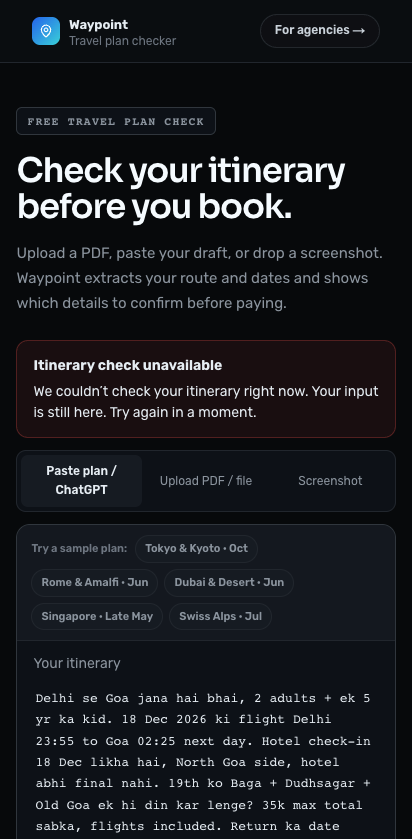 Waypoint
Travel plan checker
For agencies →
FREE TRAVEL PLAN CHECK
Check your itinerary
before you book.
Upload a PDF, paste your draft, or drop a screenshot.
Waypoint extracts your route and dates and shows
which details to confirm before paying.
Itinerary check unavailable
We couldn't check your itinerary right now. Your input
is still here. Try again in a moment.
Paste plan /
ChatGPT
Upload PDF / file
Screenshot
Try a sample plan:
Tokyo & Kyoto • Oct
Rome & Amalfi • Jun
Dubai & Desert • Jun
Singapore • Late May
Swiss Alps • Jul
Your itinerary
Delhi se Goa jana hai bhai, 2 adults + ek 5
yr ka kid. 18 Dec 2026 ki flight Delhi
23:55 to Goa 02:25 next day. Hotel check-in
18 Dec likha hai, North Goa side, hotel
abhi final nahi. 19th ko Baga + Dudhsagar +
Old Goa ek hi din kar lenge? 35k max total
sabka, flights included. Return ka date